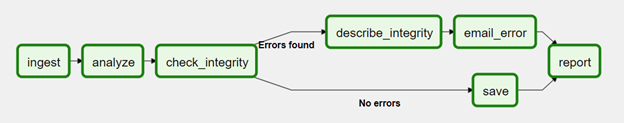 ingest
analyze
check_integrity
Errors found
describe_integrity
email_error
No errors
save
report